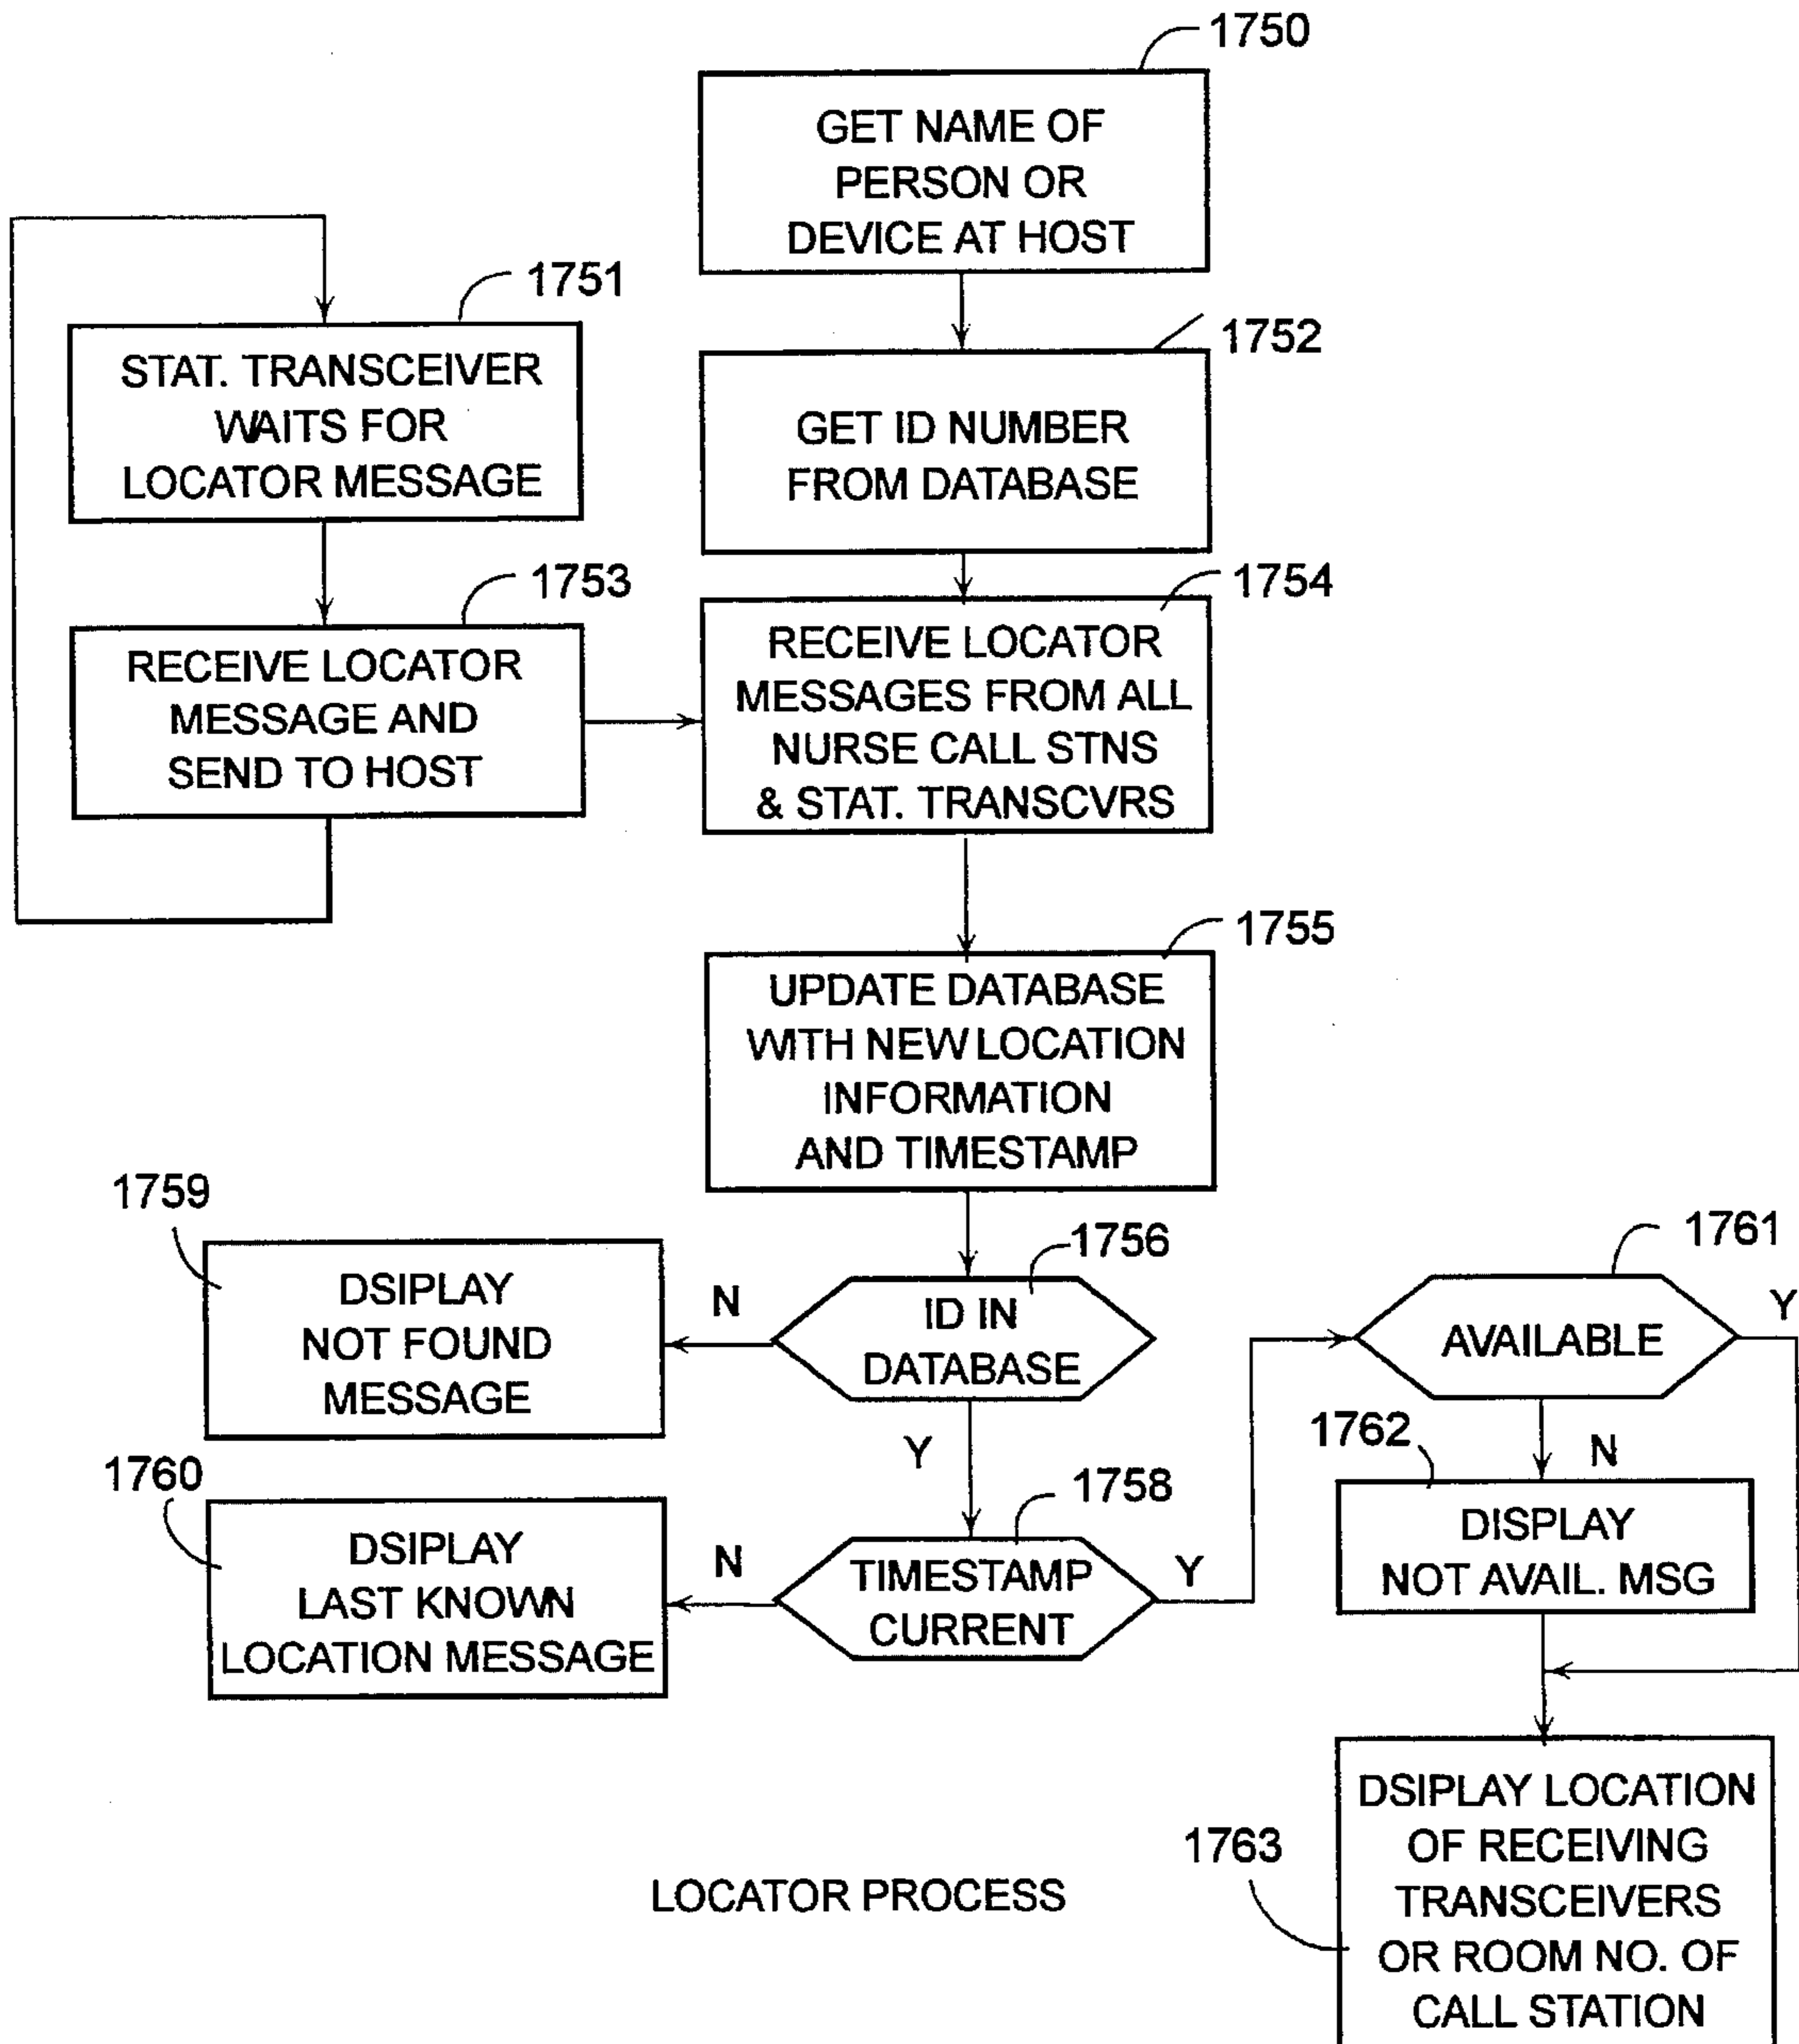 1750
GET NAME OF
PERSON OR
DEVICE AT HOST
1751
STAT. TRANSCEIVER
WAITS FOR
LOCATOR MESSAGE
1752
GET ID NUMBER
FROM DATABASE
1753
RECEIVE LOCATOR
MESSAGE AND
SEND TO HOST
1754
RECEIVE LOCATOR
MESSAGES FROM ALL
NURSE CALL STNS
& STAT. TRANSCVRS
1755
UPDATE DATABASE
WITH NEW LOCATION
INFORMATION
AND TIMESTAMP
1756
ID IN
DATABASE
N
Y
1759
DSIPLAY
NOT FOUND
MESSAGE
1758
TIMESTAMP
CURRENT
N
Y
1760
DSIPLAY
LAST KNOWN
LOCATION MESSAGE
1761
AVAILABLE
Y
N
1762
DISPLAY
NOT AVAIL. MSG
1763
DSIPLAY LOCATION
OF RECEIVING
TRANSCEIVERS
OR ROOM NO. OF
CALL STATION
LOCATOR PROCESS